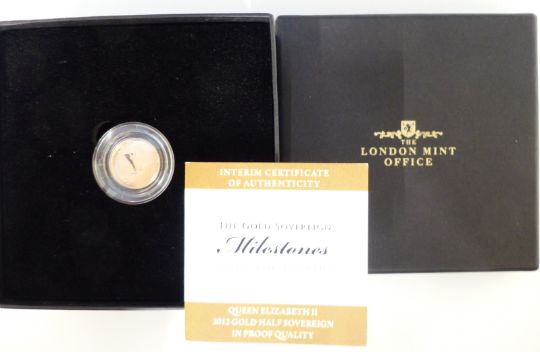 THE
LONDON MINT
OFFICE
INTERIM CERTIFICATE
OF AUTHENTICITY
THE GOLD SOVEREIGN
Milestones
QUEEN ELIZABETH II
2012 GOLD HALF SOVEREIGN
IN PROOF QUALITY